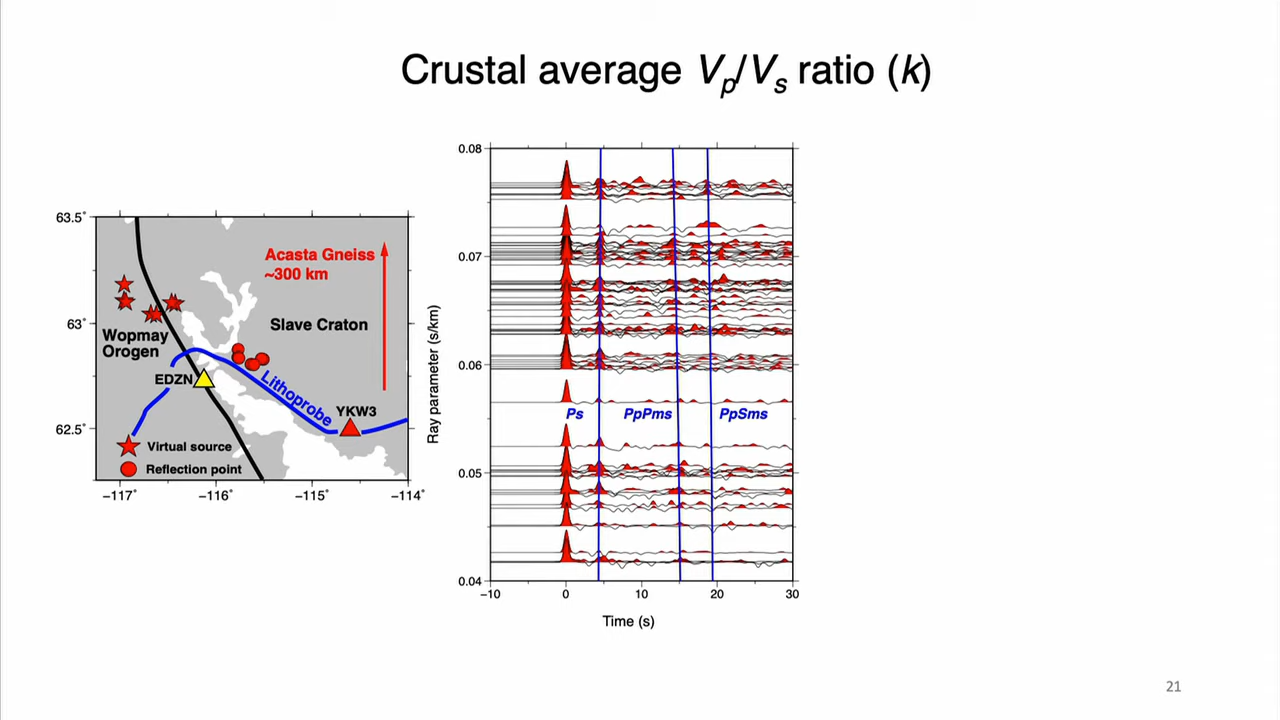 Crustal average Vp/Vs ratio (k)
63.5°
63°
62.5°
−117°
−116°
−115°
−114°
Acasta Gneiss
~300 km
Slave Craton
Wopmay
Orogen
EDZN
Lithoprobe
YKW3
Virtual source
Reflection point
0.08
0.07
0.06
0.05
0.04
Ray parameter (s/km)
Ps
PpPms
PpSms
−10
0
10
20
30
Time (s)
21